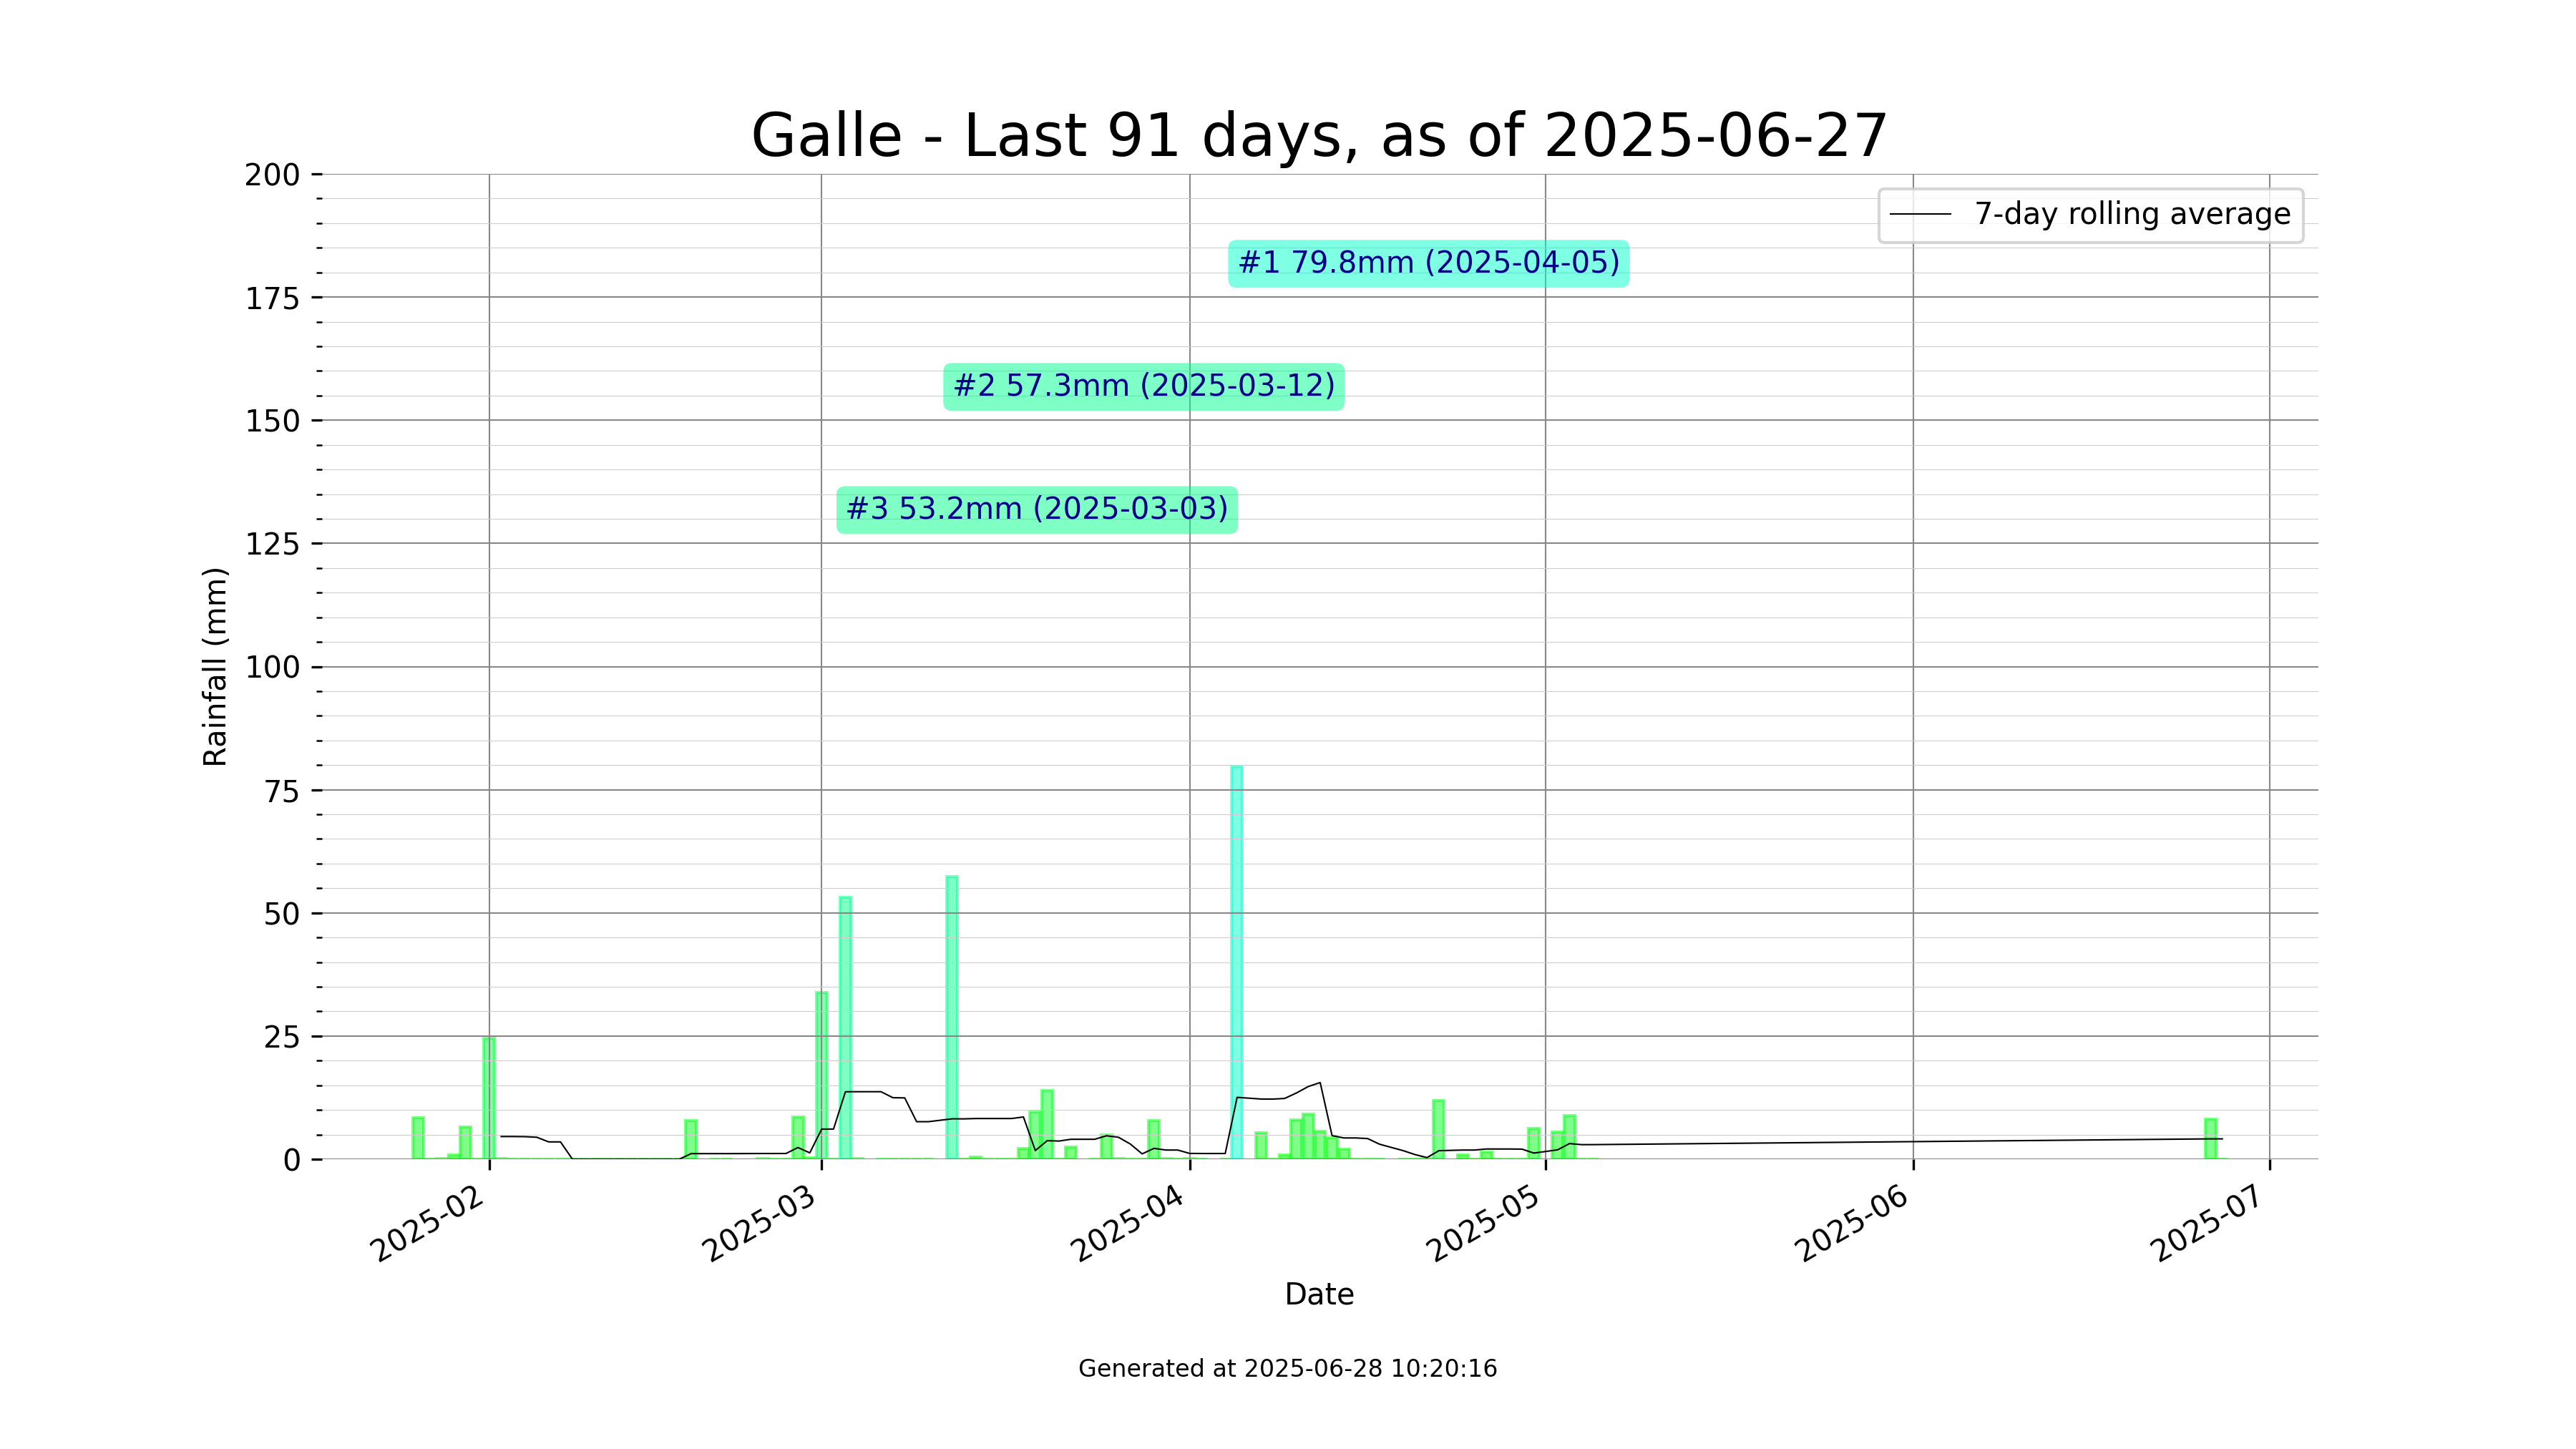 Galle - Last 91 days, as of 2025-06-27
200
175
150
125
100
75
50
25
0
Rainfall (mm)
7-day rolling average
#1 79.8mm (2025-04-05)
#2 57.3mm (2025-03-12)
#3 53.2mm (2025-03-03)
2025-02
2025-03
2025-04
2025-05
2025-06
2025-07
Date
Generated at 2025-06-28 10:20:16